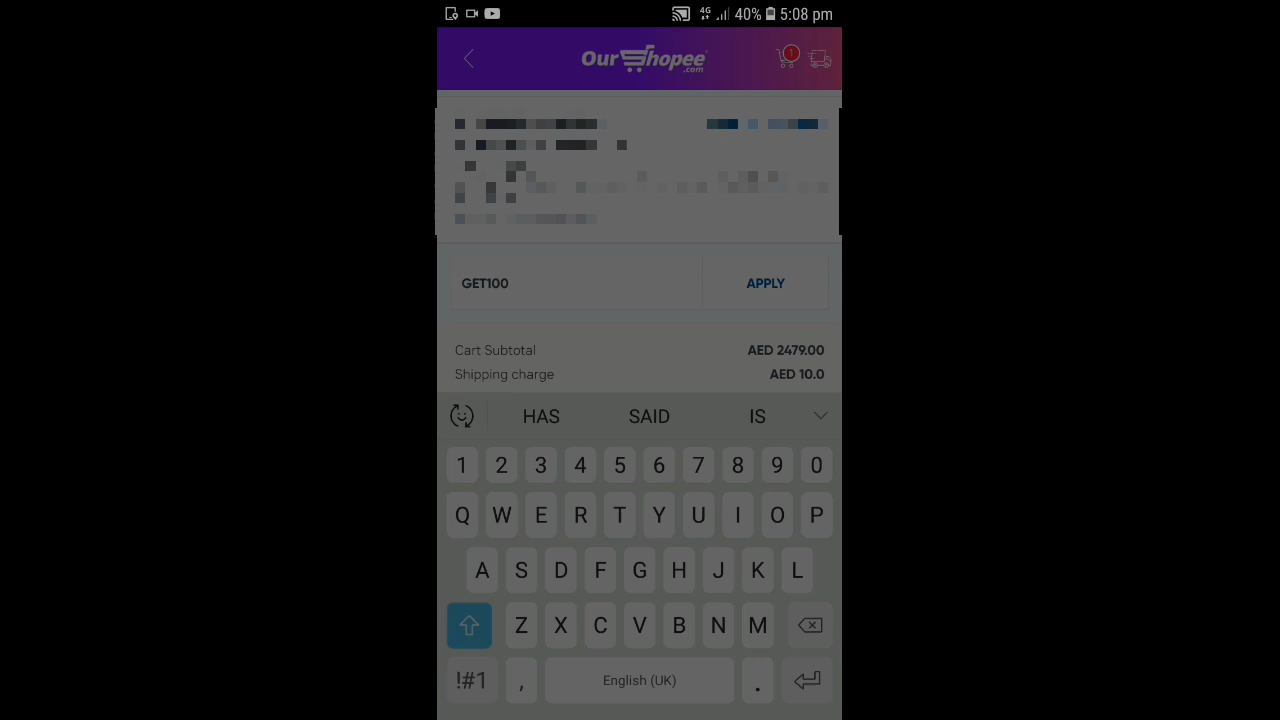 4G 40% 5:08 pm
OurShopee .com 1
GET100 APPLY
Cart Subtotal AED 2479.00
Shipping charge AED 10.0
HAS SAID IS
1 2 3 4 5 6 7 8 9 0
Q W E R T Y U I O P
A S D F G H J K L
Z X C V B N M
!#1 , English (UK) .